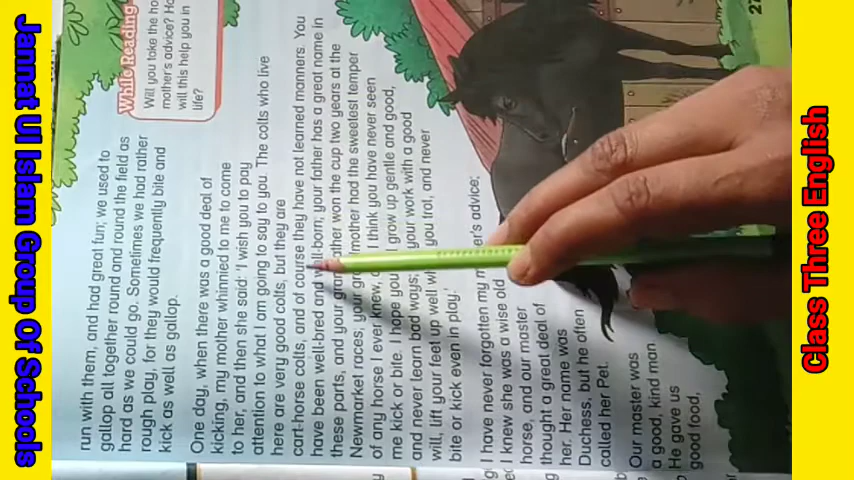 Jannat Ul Islam Group Of Schools
Class Three English
While Reading
Will you take the
mother's advice?
will this help you in
life?
run with them, and had great fun; we used to
gallop all together round and round the field as
hard as we could go. Sometimes we had rather
rough play, for they would frequently bite and
kick as well as gallop.
One day, when there was a good deal of
kicking, my mother whinnied to me to come
to her, and then she said: 'I wish you to pay
attention to what I am going to say to you. The colts who live
here are very good colts, but they are
cart-horse colts, and of course they have not learned manners. You
have been well-bred and well-born, your father has a great name in
these parts, and your won the cup two years at the
Newmarket races, your mother had the sweetest temper
of any horse I ever knew, I think you have never seen
me kick or bite. I hope you grow up gentle and good,
and never learn bad ways; your work with a good
will, lift your feet up well you trot, and never
bite or kick even in play.'
I have never forgotten my advice;
I knew she was a wise old
horse, and our master
thought a great deal of
her. Her name was
Duchess, but he often
called her Pet.
Our master was
a good, kind man.
He gave us
good food,
27